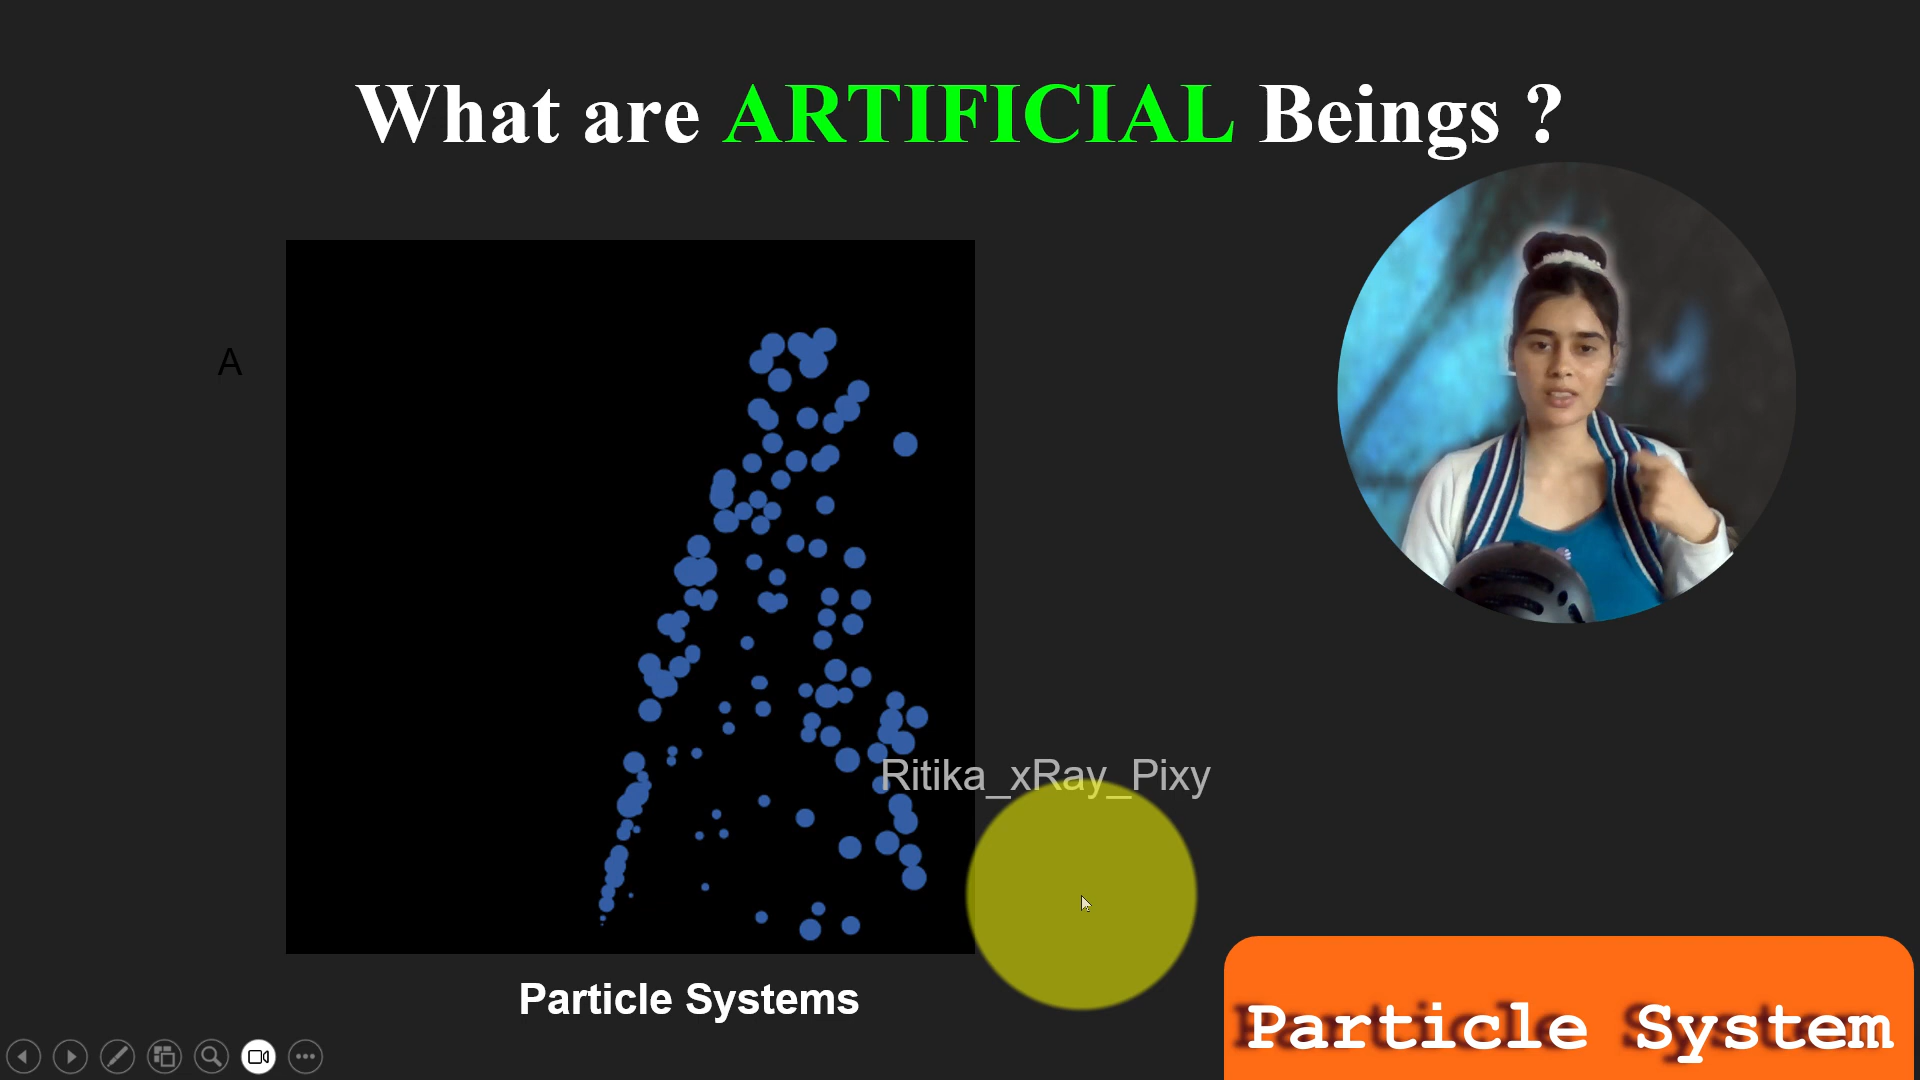 What are ARTIFICIAL Beings ?
A
Ritika_xRay_Pixy
Particle Systems
Particle System